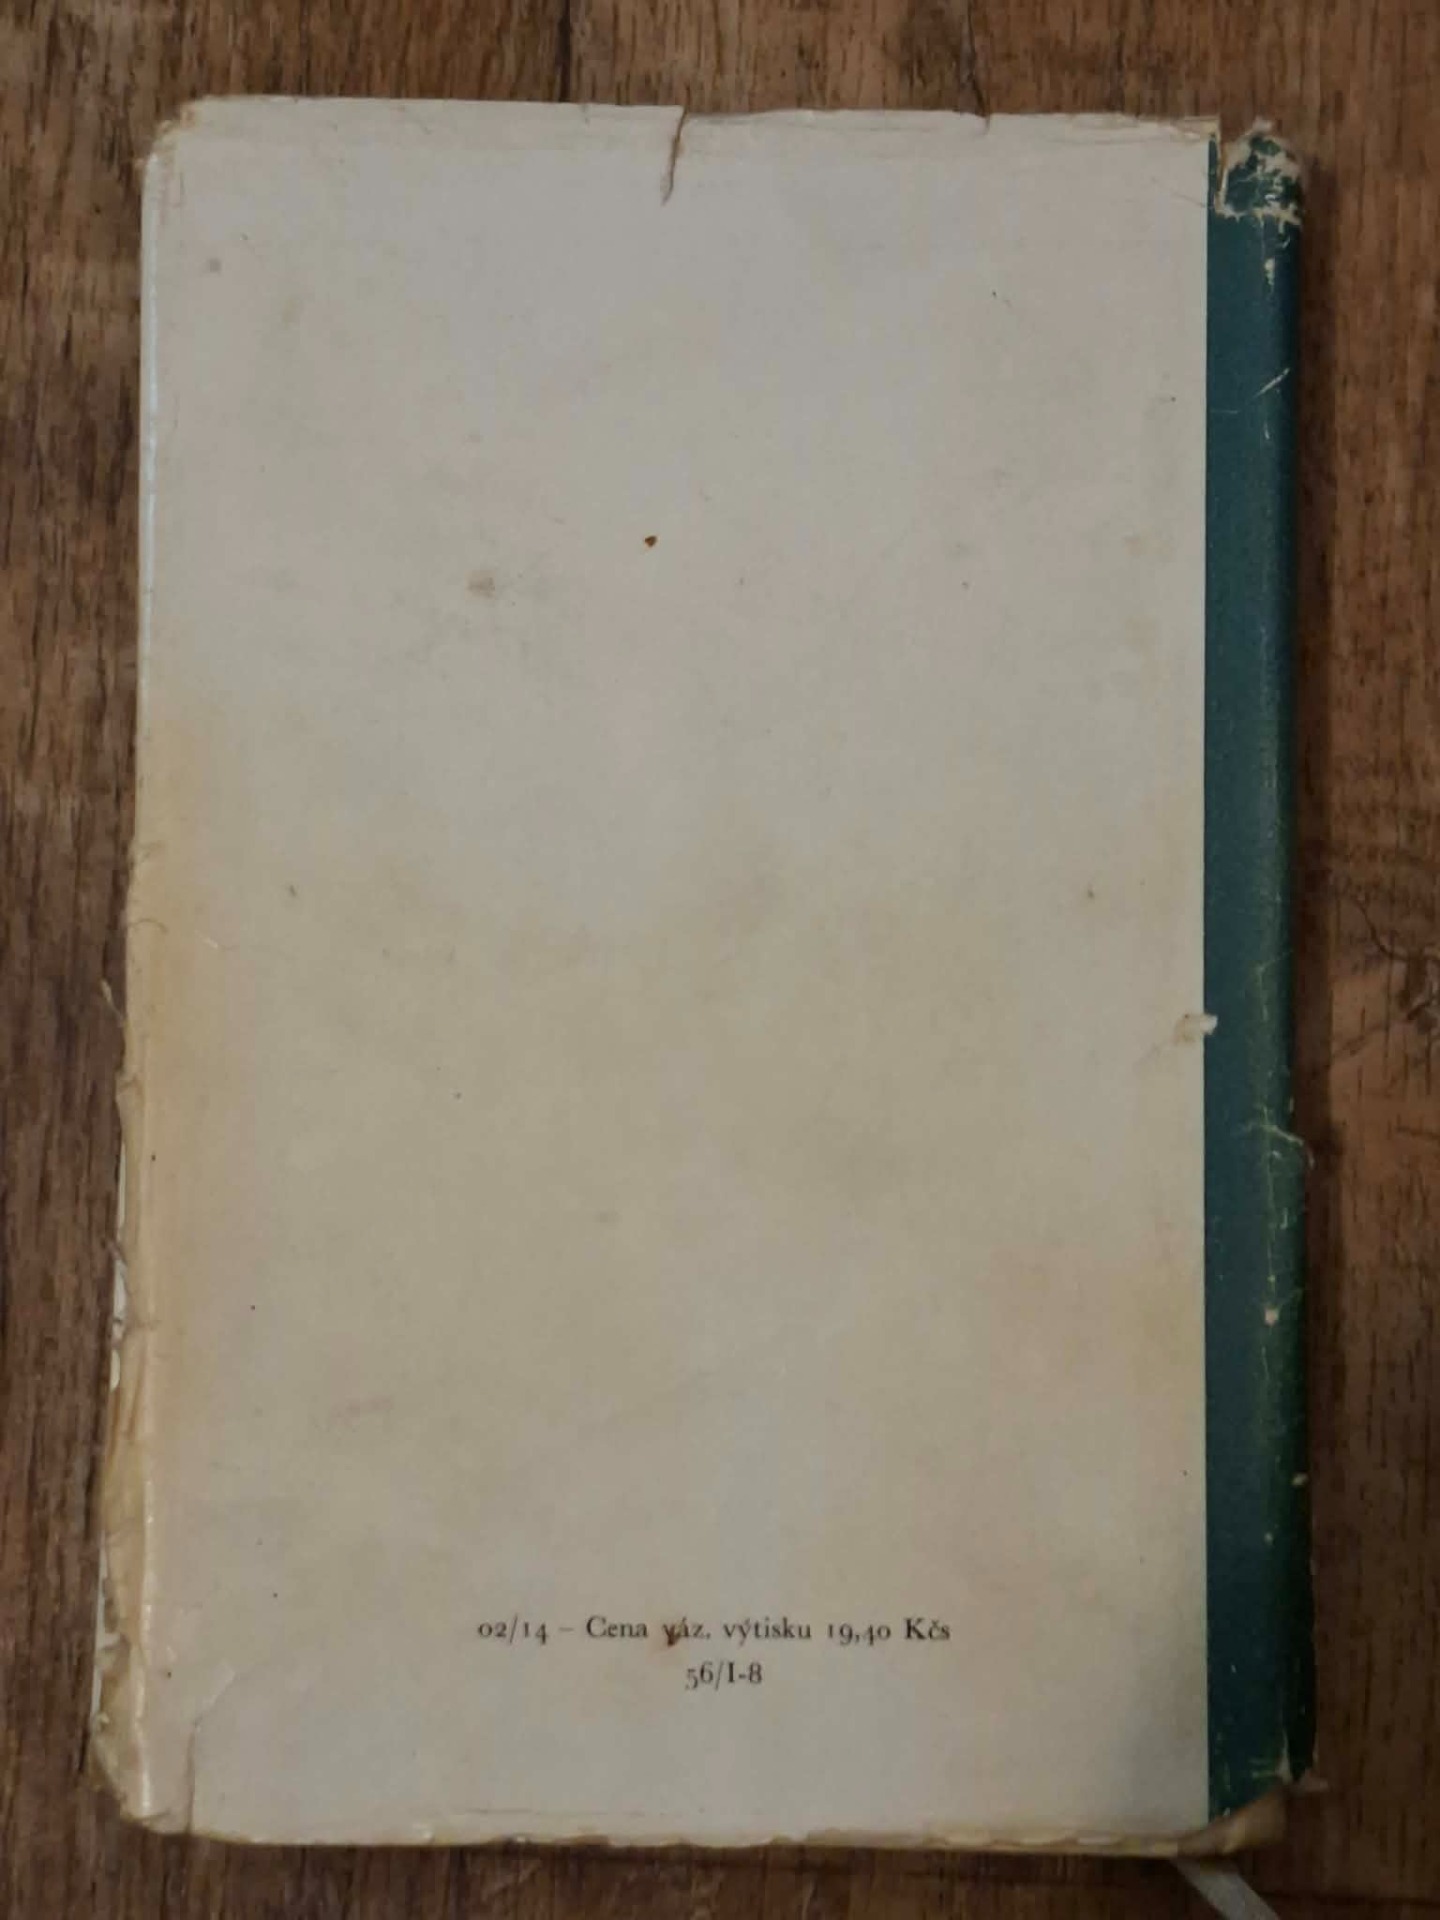 02/14 – Cena váz. výtisku 19,40 Kčs
56/I-8